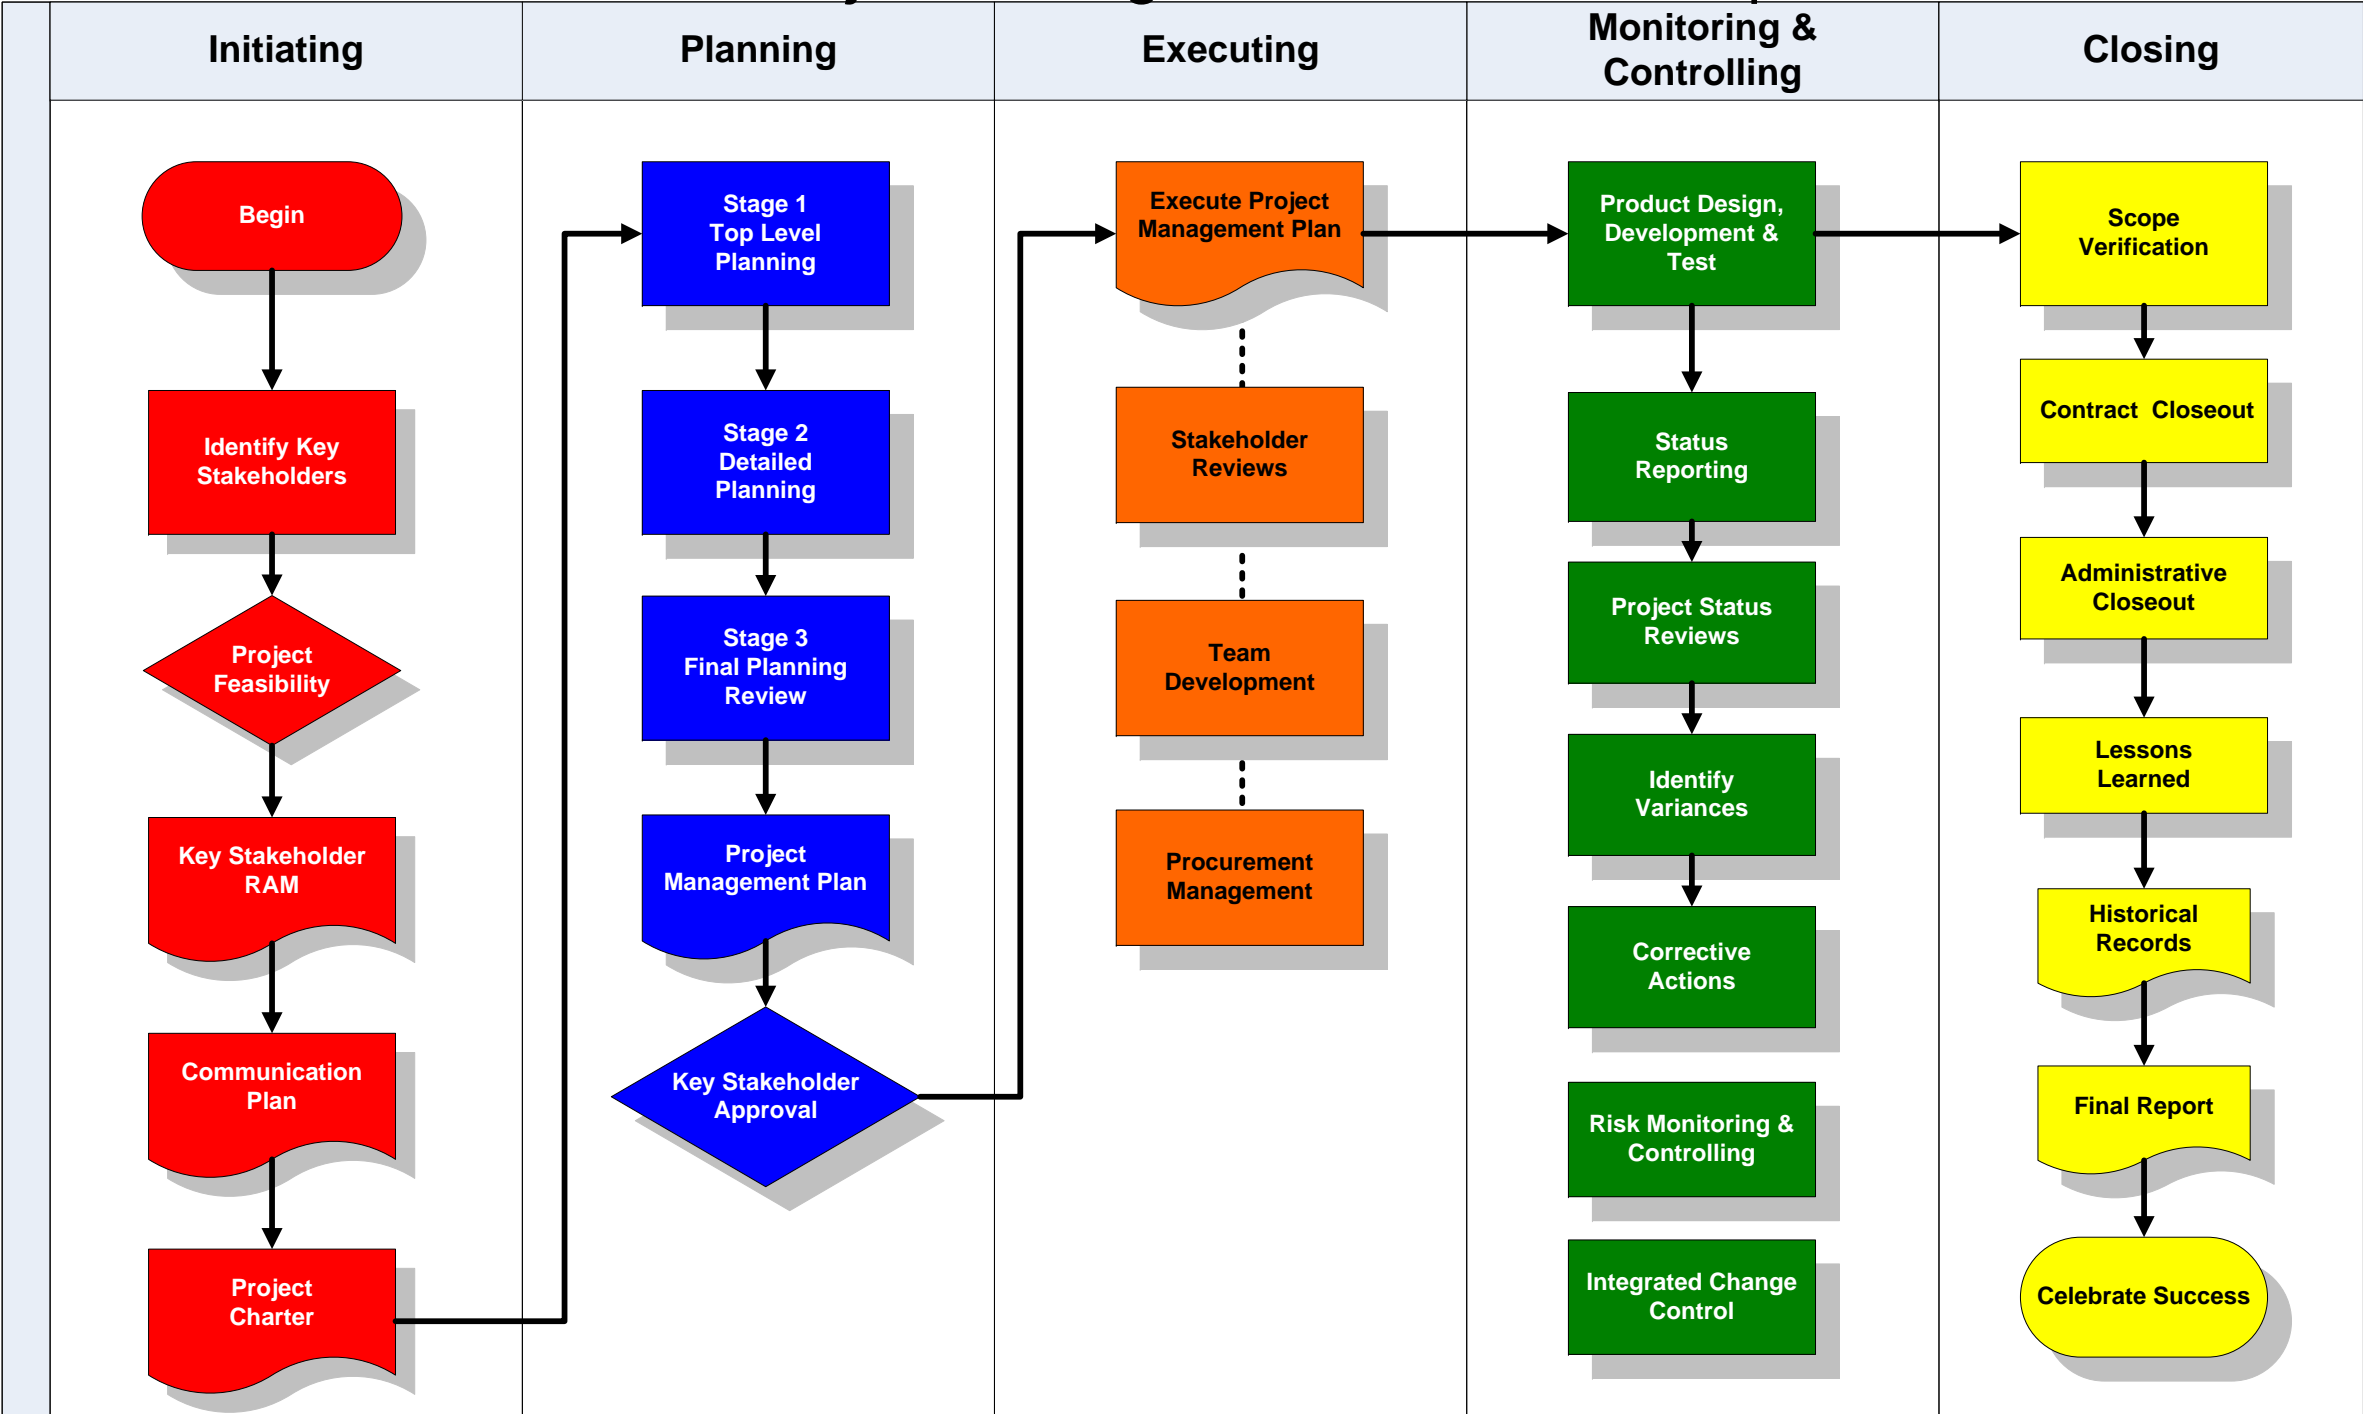 Initiating
Planning
Executing
Monitoring &
Controlling
Closing
Begin
Identify Key
Stakeholders
Project
Feasibility
Key Stakeholder
RAM
Communication
Plan
Project
Charter
Stage 1
Top Level
Planning
Stage 2
Detailed
Planning
Stage 3
Final Planning
Review
Project
Management Plan
Key Stakeholder
Approval
Execute Project
Management Plan
Stakeholder
Reviews
Team
Development
Procurement
Management
Product Design,
Development &
Test
Status
Reporting
Project Status
Reviews
Identify
Variances
Corrective
Actions
Risk Monitoring &
Controlling
Integrated Change
Control
Scope
Verification
Contract  Closeout
Administrative
Closeout
Lessons
Learned
Historical
Records
Final Report
Celebrate Success